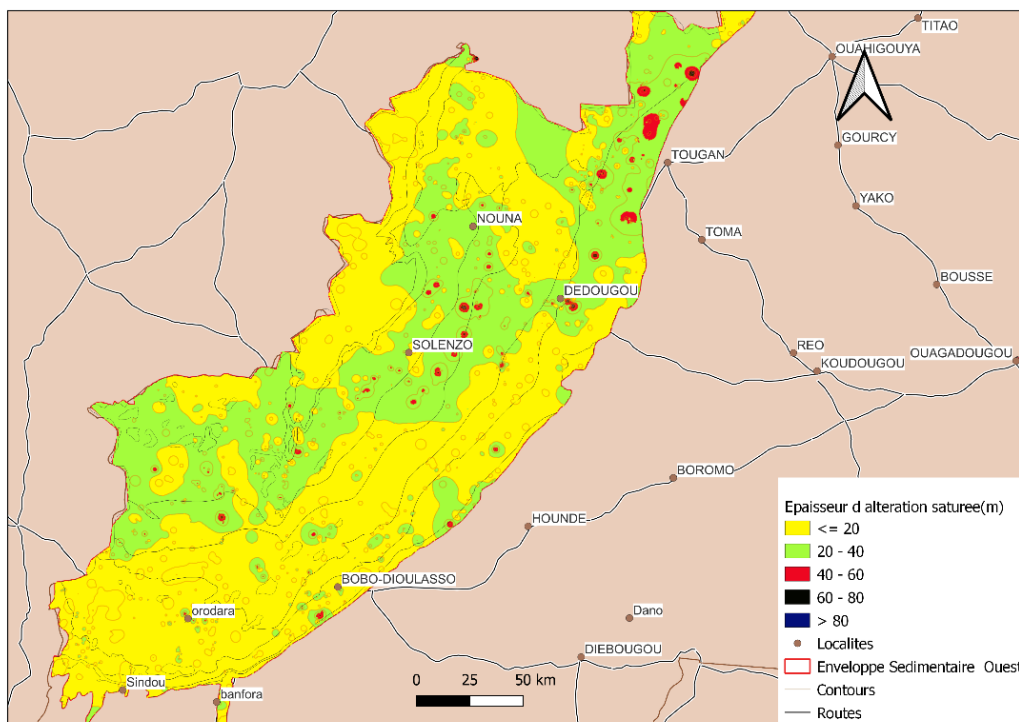 TITAO
OUAHIGOUYA
GOURCY
TOUGAN
YAKO
NOUNA
TOMA
BOUSSE
DEDOUGOU
SOLENZO
REO
OUAGADOUGOU
KOUDOUGOU
BOROMO
HOUNDE
BOBO-DIOULASSO
orodara
Dano
DIEBOUGOU
Sindou
banfora
0 25 50 km
Epaisseur d alteration saturee(m)
<= 20
20 - 40
40 - 60
60 - 80
> 80
Localites
Enveloppe Sedimentaire Ouest
Contours
Routes